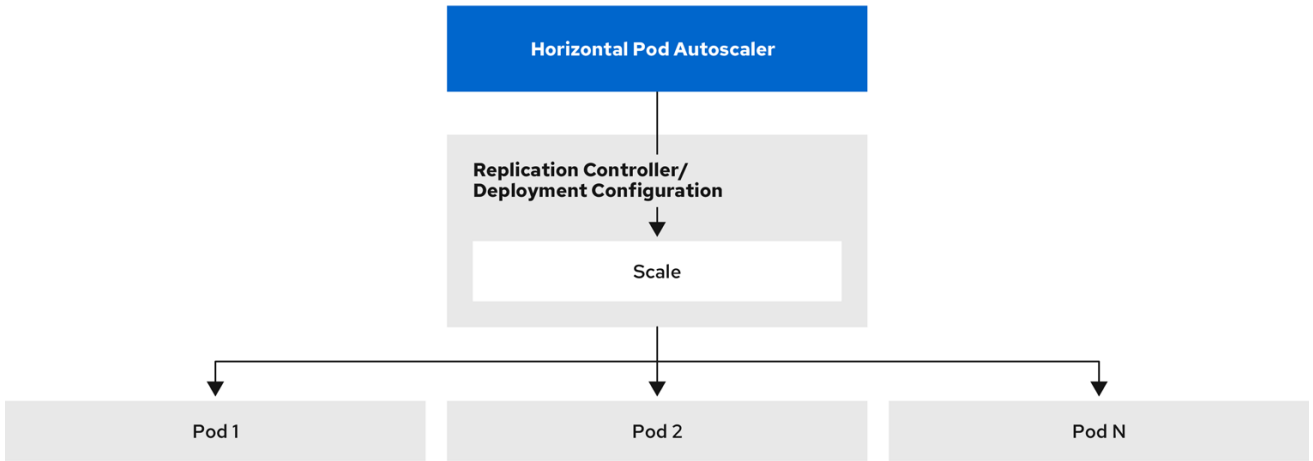 Horizontal Pod Autoscaler
Replication Controller/
Deployment Configuration
Scale
Pod 1
Pod 2
Pod N